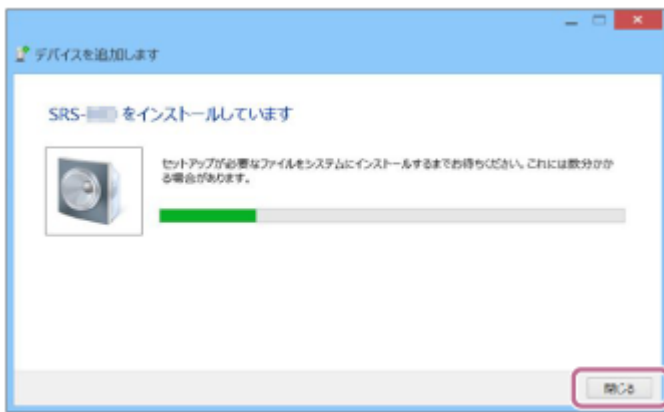 デバイスを追加します
SRS- をインストールしています
セットアップが必要なファイルをシステムにインストールするまでお待ちください。これには数分かか
る場合があります。
閉じる